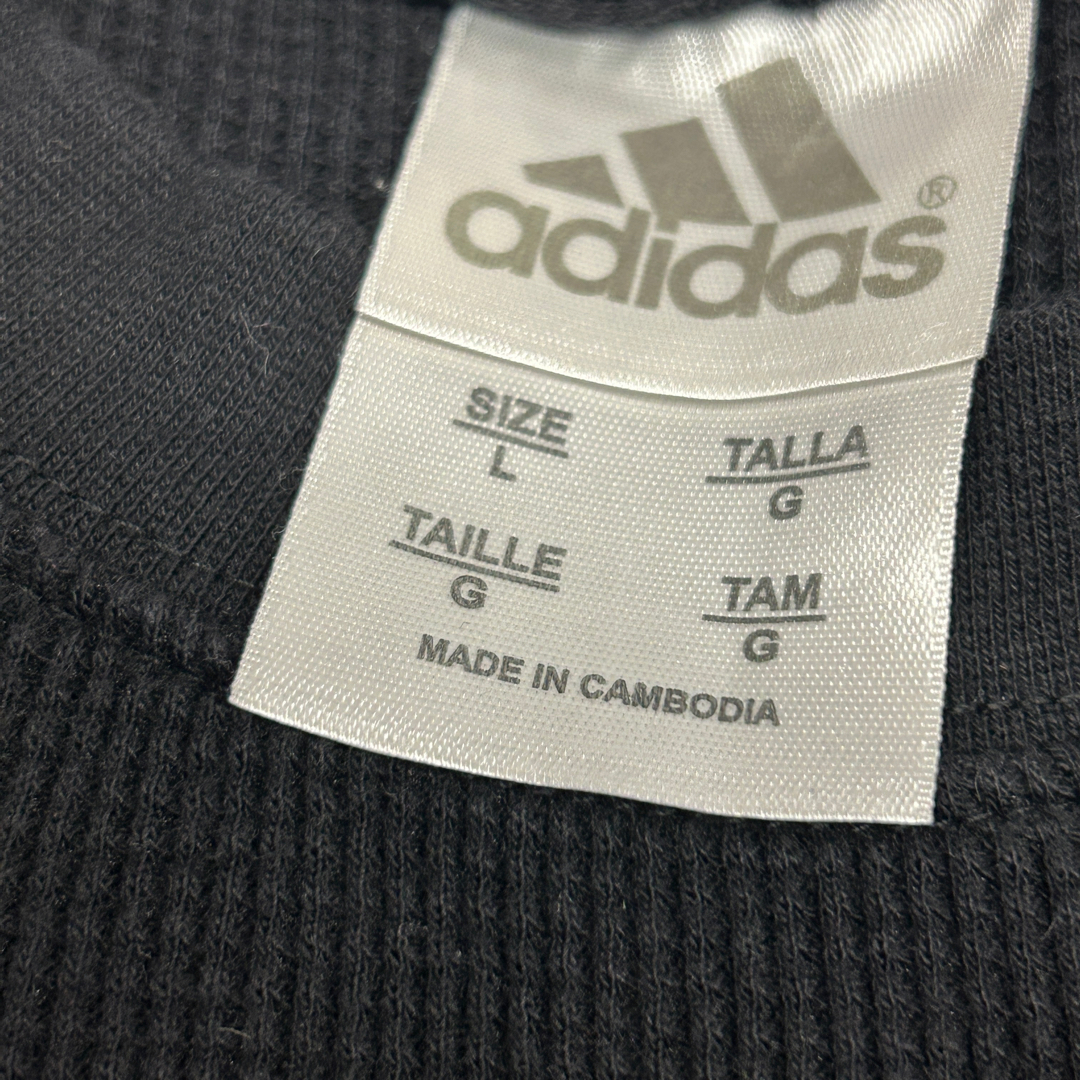 adidas®
SIZE
L
TALLA
G
TAILLE
G
TAM
G
MADE IN CAMBODIA